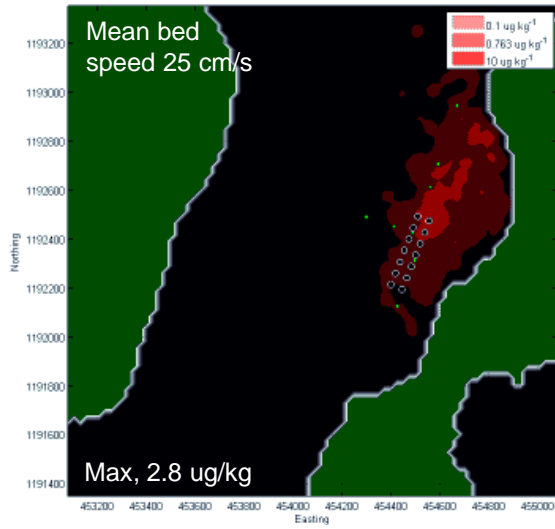 Mean bed
speed 25 cm/s
0.1 ug kg-1
0.763 ug kg-1
10 ug kg-1
1193200
1193000
1192800
1192600
1192400
1192200
1192000
1191800
1191600
1191400
Northing
Max, 2.8 ug/kg
453200 453400 453600 453800 454000 454200 454400 454600 454800 455000
Easting